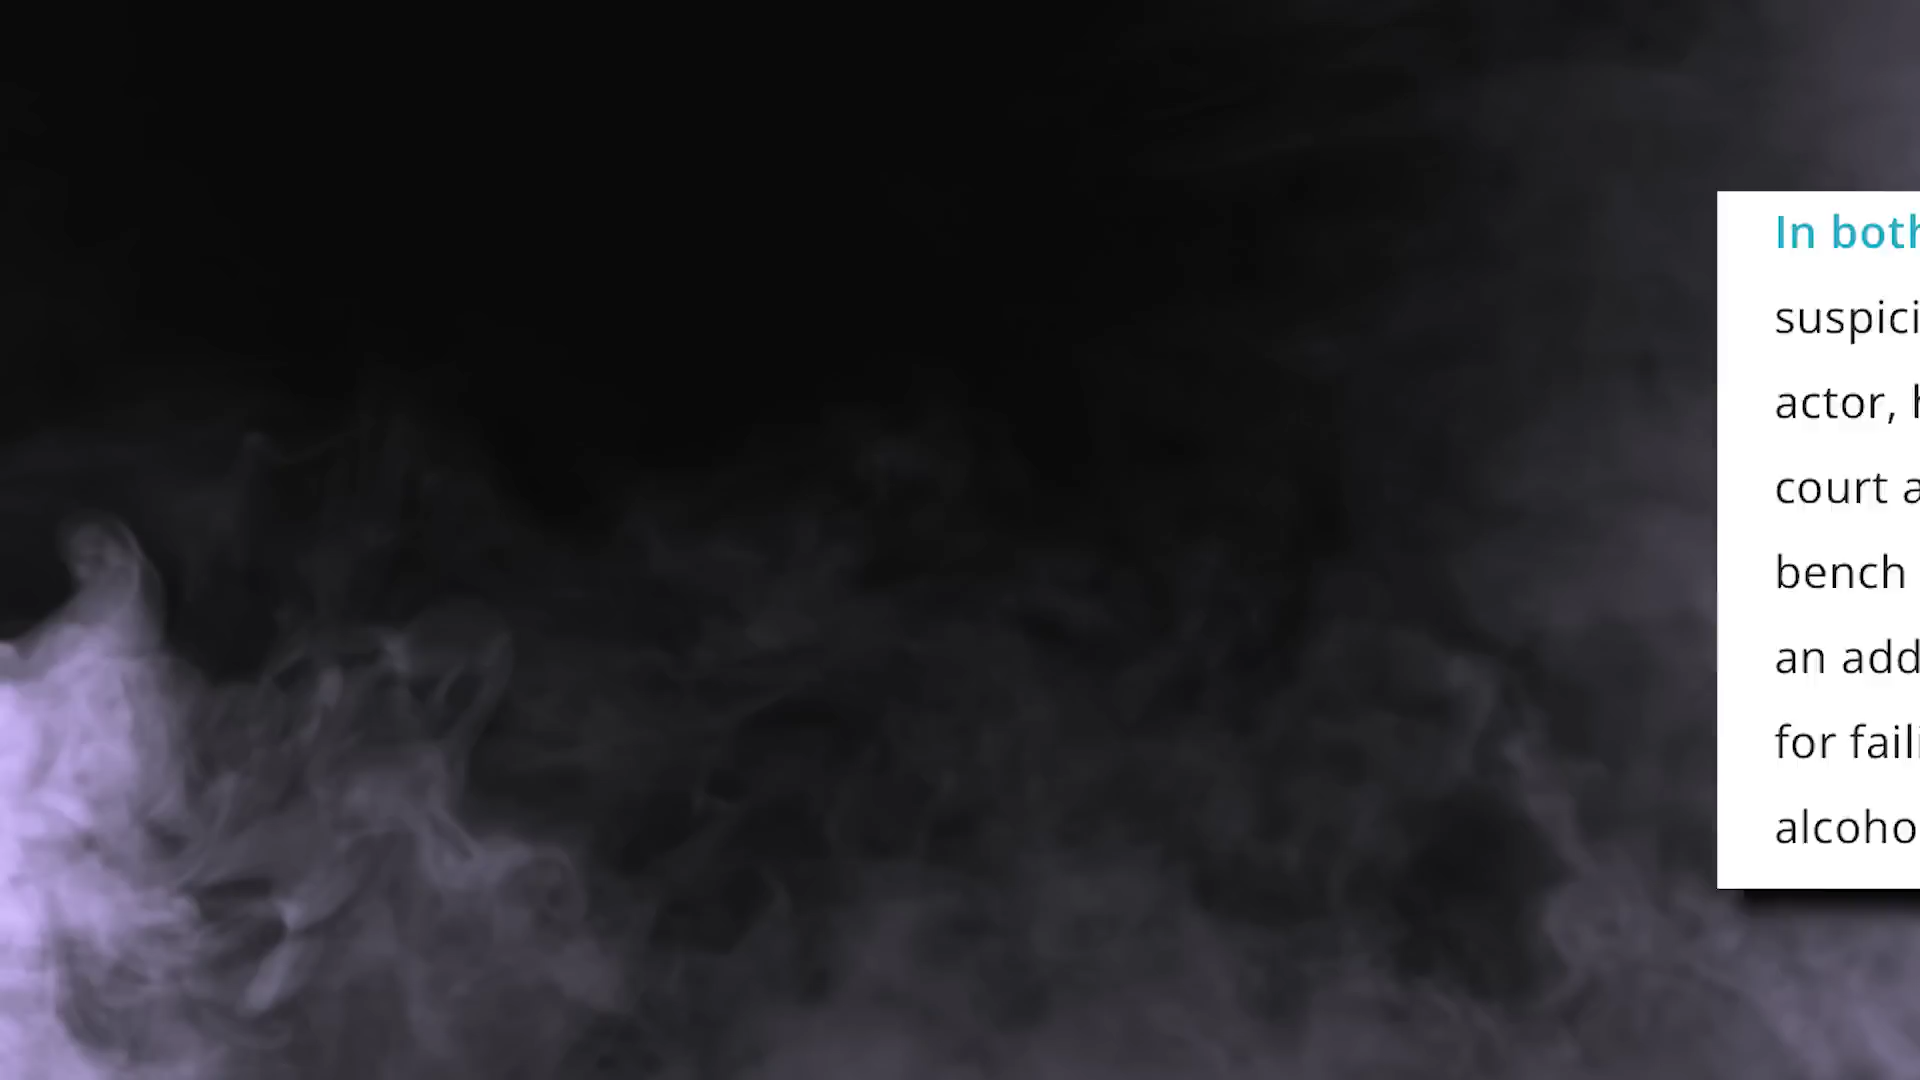 In both
suspici
actor, h
court a
bench
an add
for faili
alcoho